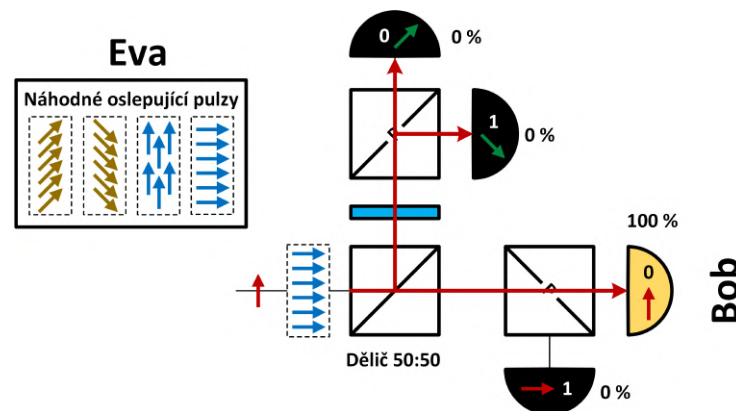 Eva
Náhodné oslepující pulzy
0
0 %
1
0 %
100 %
0
Bob
Dělič 50:50
1
0 %